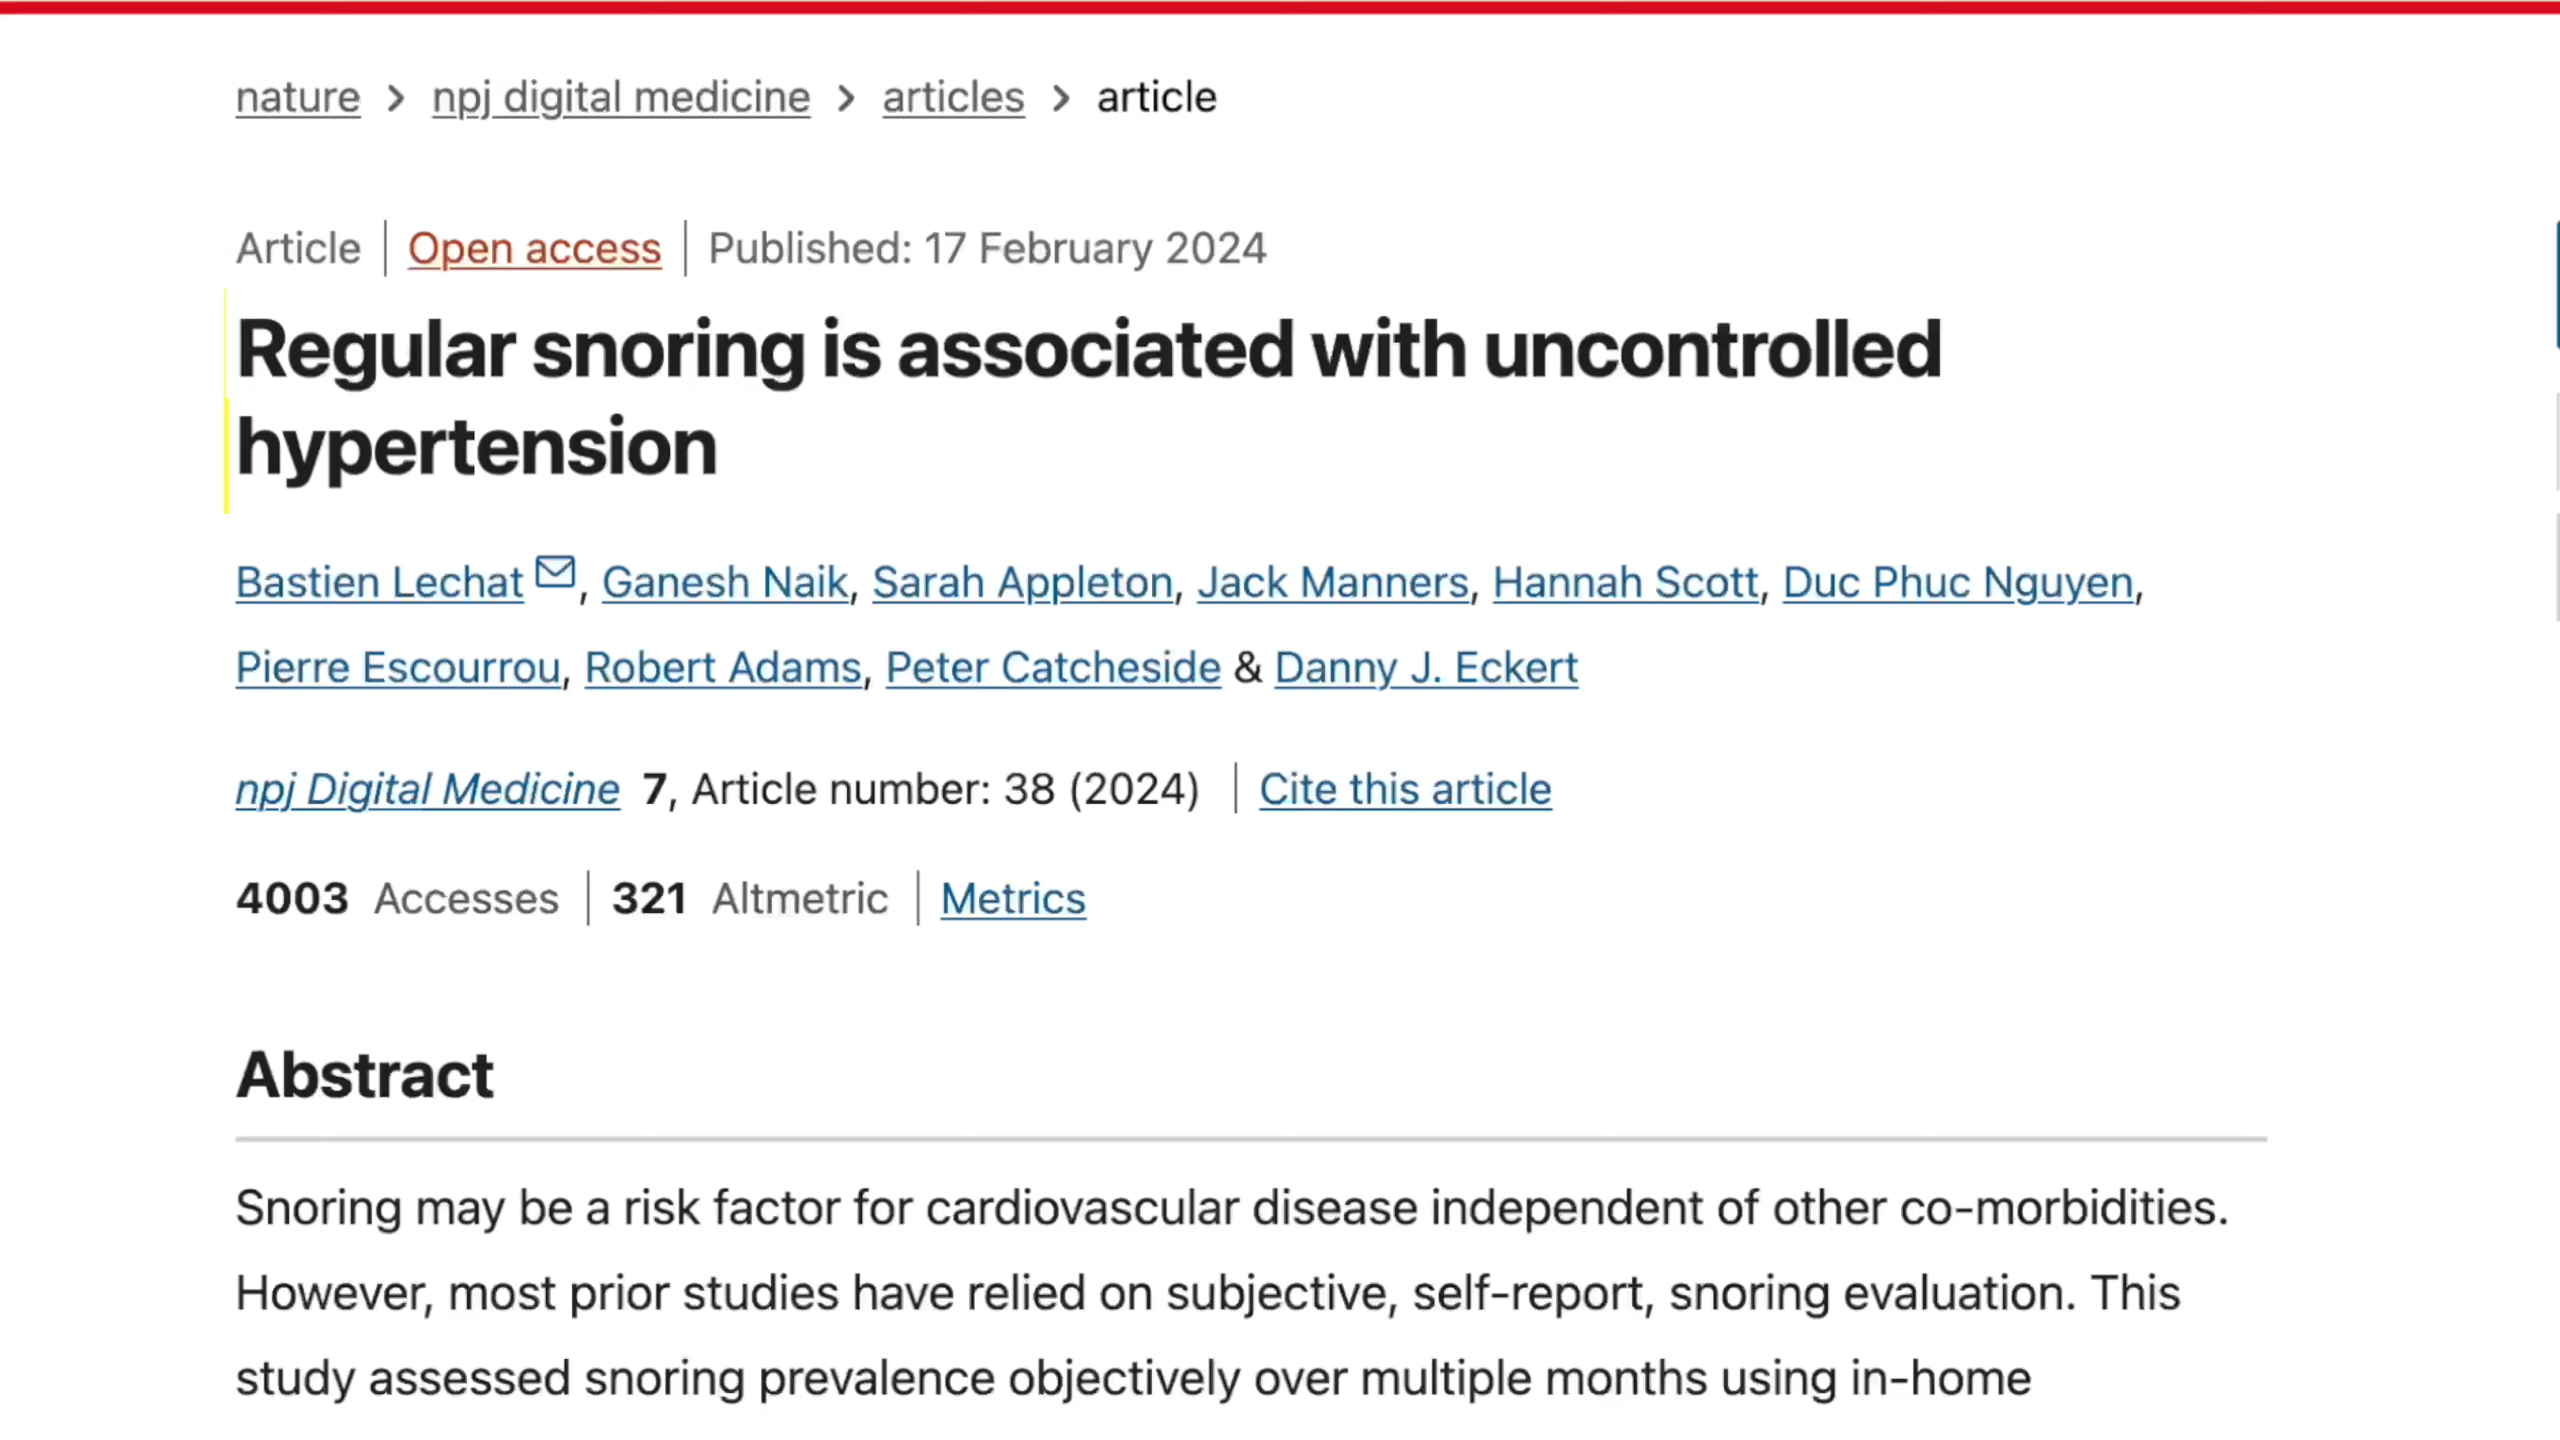 nature > npj digital medicine > articles > article
Article | Open access | Published: 17 February 2024
Regular snoring is associated with uncontrolled
hypertension
Bastien Lechat, Ganesh Naik, Sarah Appleton, Jack Manners, Hannah Scott, Duc Phuc Nguyen,
Pierre Escourrou, Robert Adams, Peter Catcheside & Danny J. Eckert
npj Digital Medicine 7, Article number: 38 (2024) | Cite this article
4003 Accesses | 321 Altmetric | Metrics
Abstract
Snoring may be a risk factor for cardiovascular disease independent of other co-morbidities.
However, most prior studies have relied on subjective, self-report, snoring evaluation. This
study assessed snoring prevalence objectively over multiple months using in-home